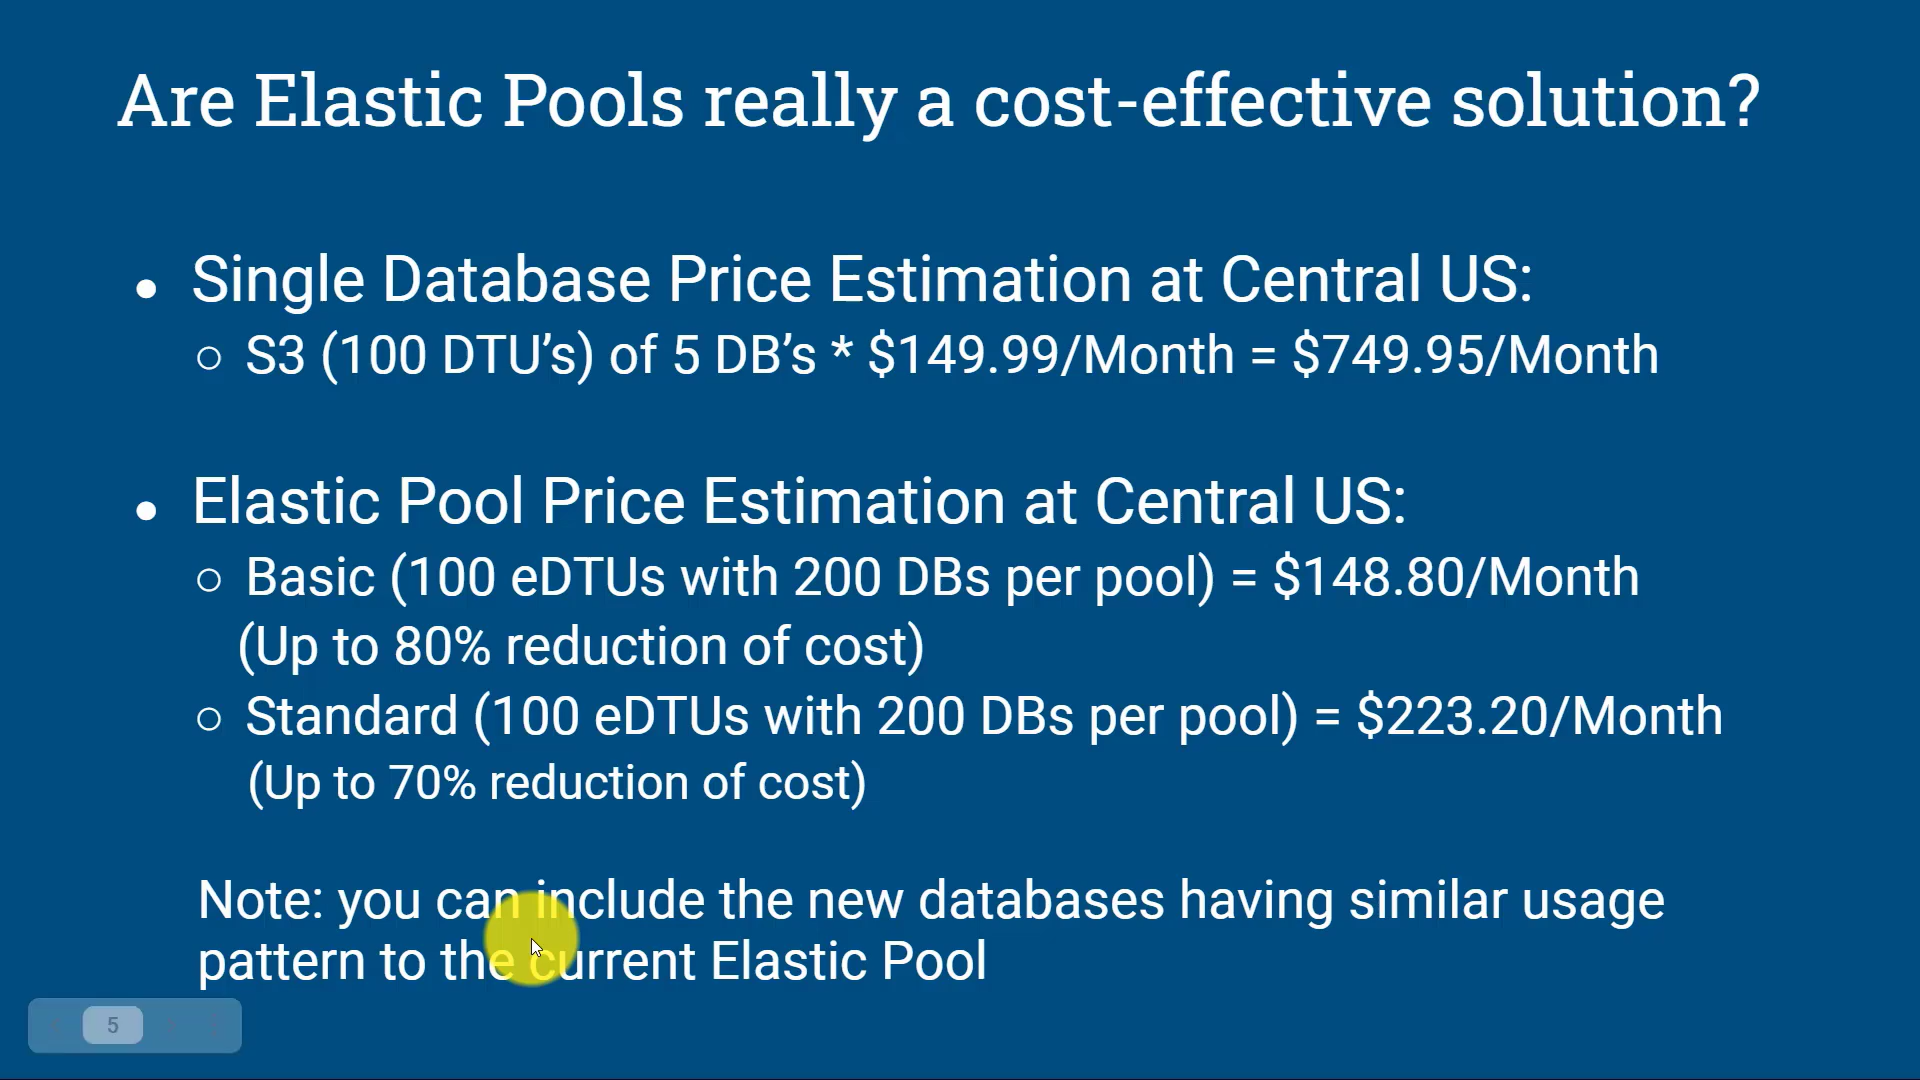 Are Elastic Pools really a cost-effective solution?
● Single Database Price Estimation at Central US:
○ S3 (100 DTU’s) of 5 DB’s * $149.99/Month = $749.95/Month
● Elastic Pool Price Estimation at Central US:
○ Basic (100 eDTUs with 200 DBs per pool) = $148.80/Month
(Up to 80% reduction of cost)
○ Standard (100 eDTUs with 200 DBs per pool) = $223.20/Month
(Up to 70% reduction of cost)
Note: you can include the new databases having similar usage
pattern to the current Elastic Pool
5